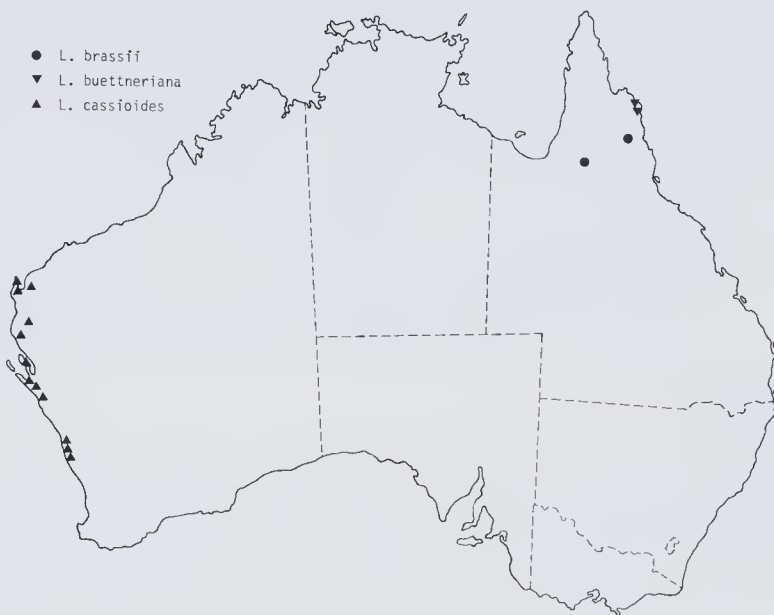 ● L. brassii
▼ L. buettneriana
▲ L. cassioides